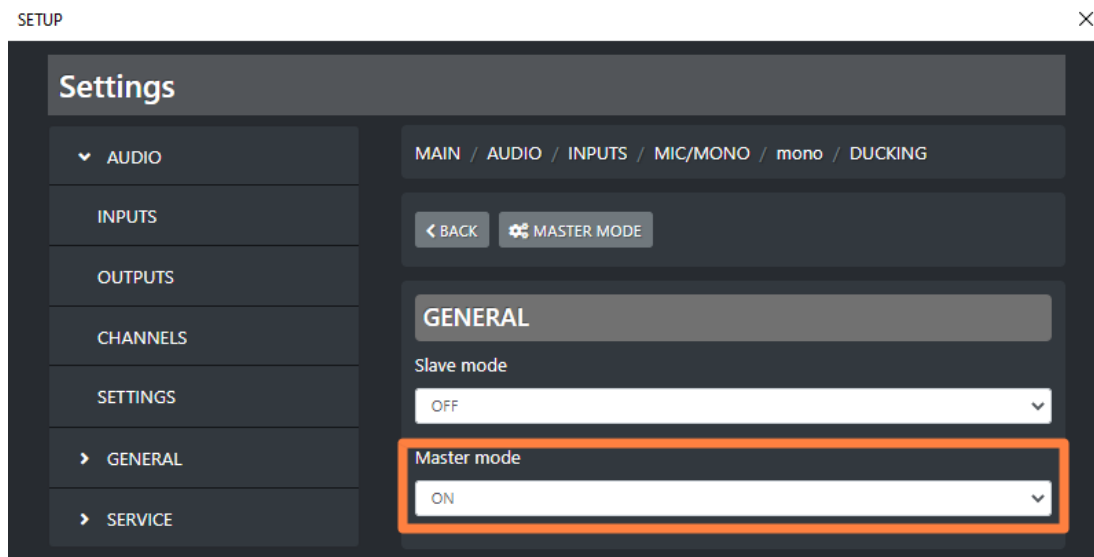 SETUP
Settings
AUDIO
INPUTS
OUTPUTS
CHANNELS
SETTINGS
GENERAL
SERVICE
MAIN / AUDIO / INPUTS / MIC/MONO / mono / DUCKING
BACK MASTER MODE
GENERAL
Slave mode
OFF
Master mode
ON